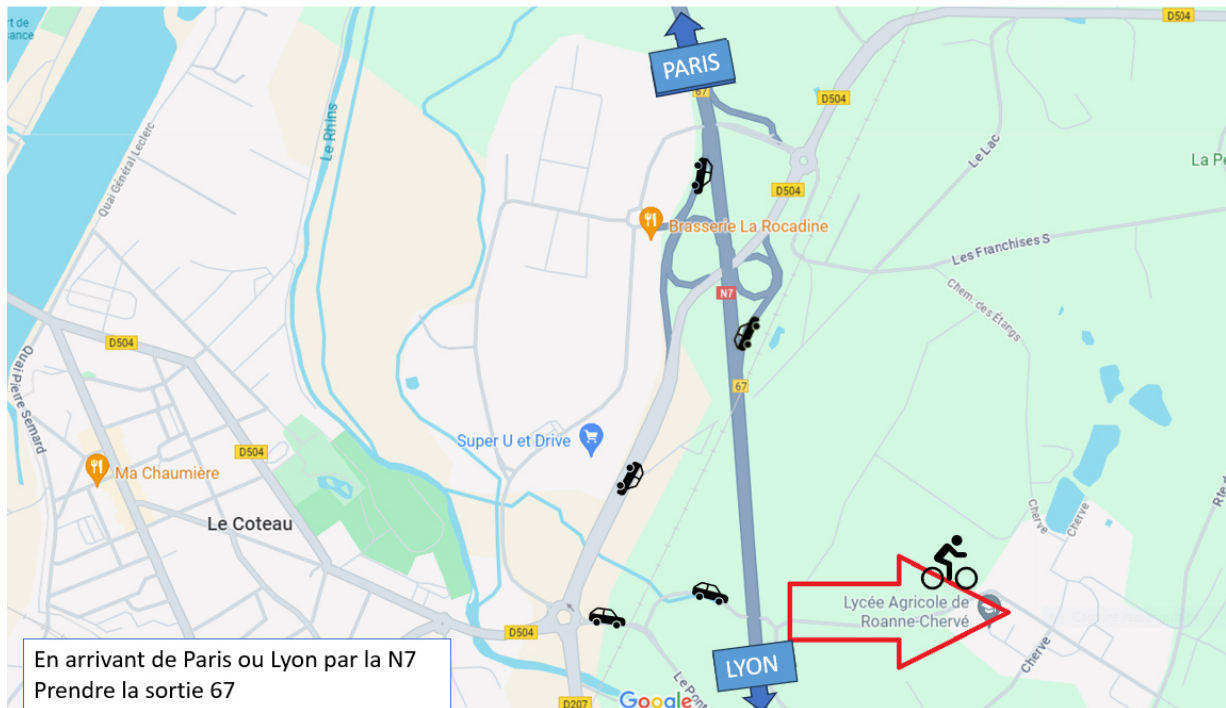 D504
PARIS
67
D504
Quai Général Leclerc
Le Rhins
Le Lac
D504
Brasserie La Rocadine
Les Franchises S
Chem. des Étangs
N7
D504
67
Quai Pierre Semard
Super U et Drive
D504
Ma Chaumière
Le Coteau
Cherve
Cherve
Lycée Agricole de
Roanne-Chervé
D504
Cherve
LYON
Le Pont
Google
D207
En arrivant de Paris ou Lyon par la N7
Prendre la sortie 67